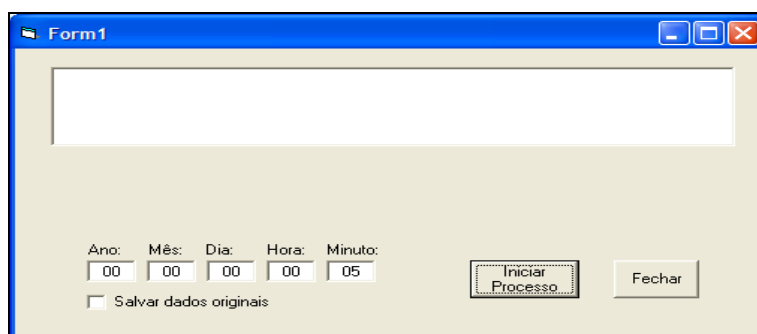 Form1
Ano: Mês: Dia: Hora: Minuto:
00 00 00 00 05
Salvar dados originais
Iniciar
Processo
Fechar